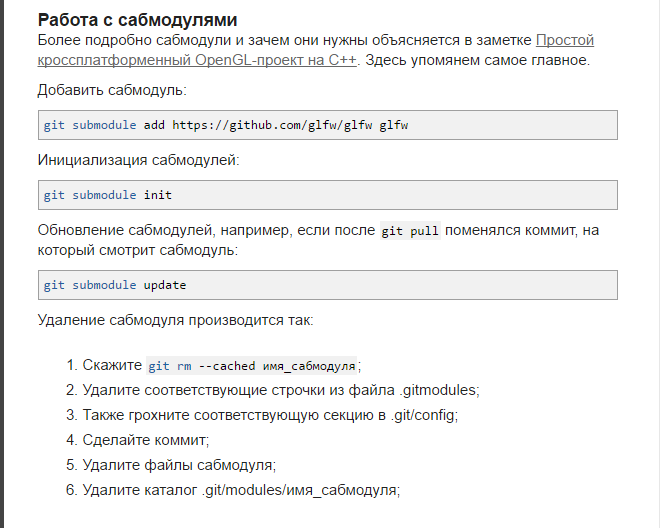 Работа с сабмодулями
Более подробно сабмодули и зачем они нужны объясняется в заметке Простой
кроссплатформенный OpenGL-проект на C++. Здесь упомянем самое главное.
Добавить сабмодуль:
git submodule add https://github.com/glfw/glfw glfw
Инициализация сабмодулей:
git submodule init
Обновление сабмодулей, например, если после git pull поменялся коммит, на
который смотрит сабмодуль:
git submodule update
Удаление сабмодуля производится так:
1. Скажите git rm --cached имя_сабмодуля;
2. Удалите соответствующие строчки из файла .gitmodules;
3. Также грохните соответствующую секцию в .git/config;
4. Сделайте коммит;
5. Удалите файлы сабмодуля;
6. Удалите каталог .git/modules/имя_сабмодуля;